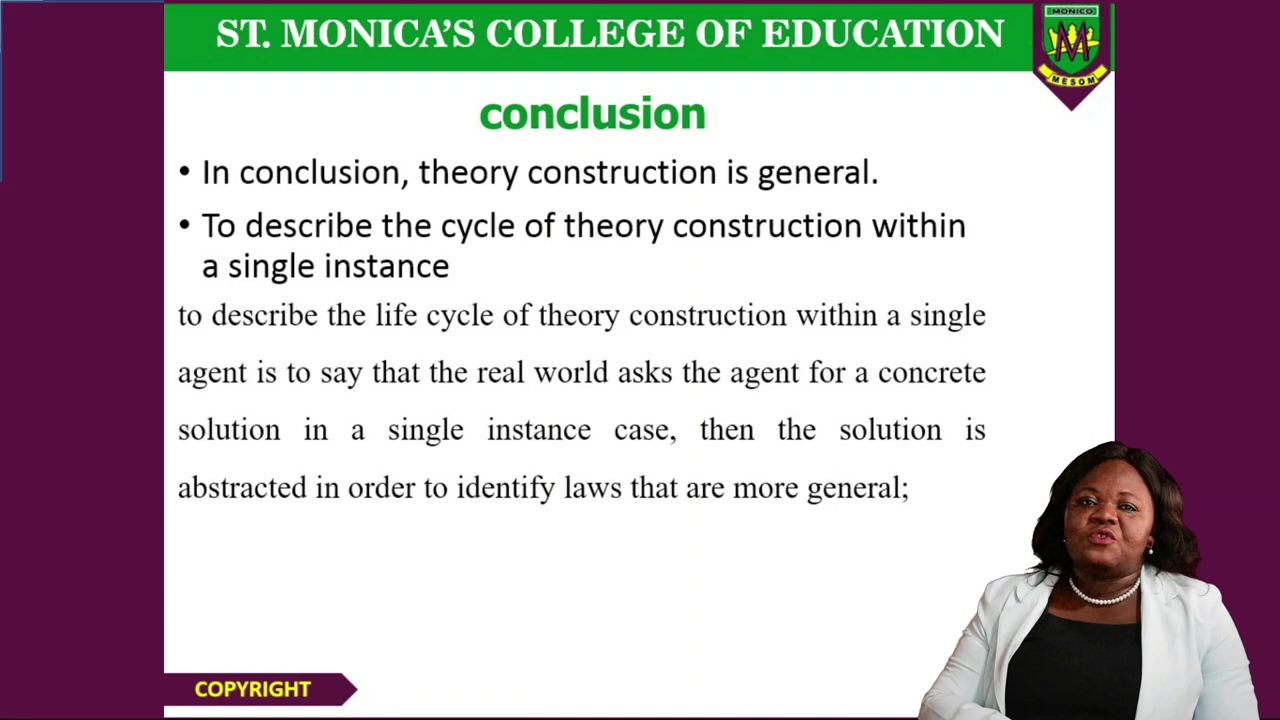 ST. MONICA'S COLLEGE OF EDUCATION
MONICO
M
MESOM
conclusion
• In conclusion, theory construction is general.
• To describe the cycle of theory construction within
a single instance
to describe the life cycle of theory construction within a single
agent is to say that the real world asks the agent for a concrete
solution in a single instance case, then the solution is
abstracted in order to identify laws that are more general;
COPYRIGHT